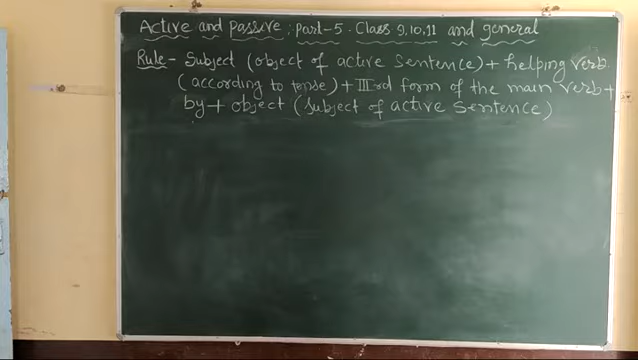 Active and Passive: Part-5. Class 9,10,11 and general
Rule- Subject (object of active Sentence) + helping verb.
(according to tense) + IIIrd form of the main verb +
by + object (subject of active Sentence)